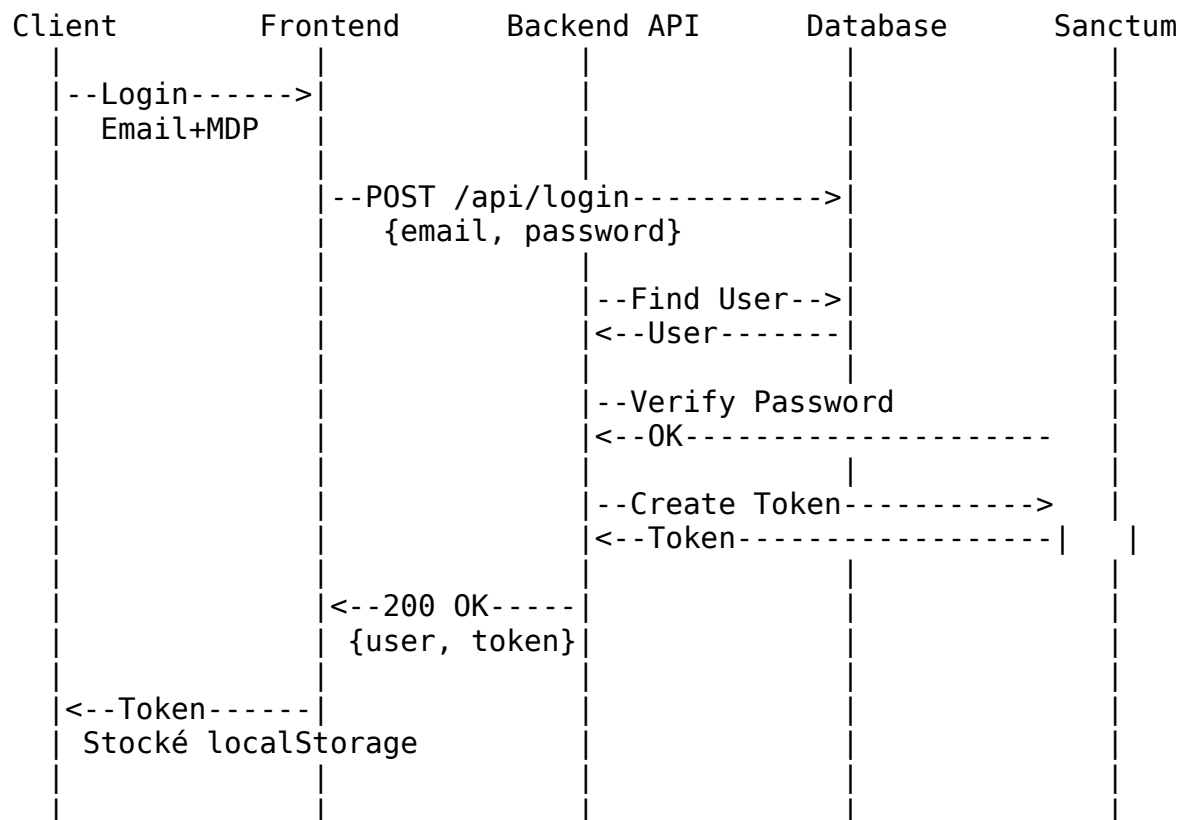 Client Frontend Backend API Database Sanctum
--Login------>
Email+MDP
--POST /api/login----------->
{email, password}
--Find User-->
<--User-------
--Verify Password
<--OK---------------------
--Create Token----------->
<--Token------------------|
<--200 OK-----
{user, token}
<--Token------
Stocké localStorage